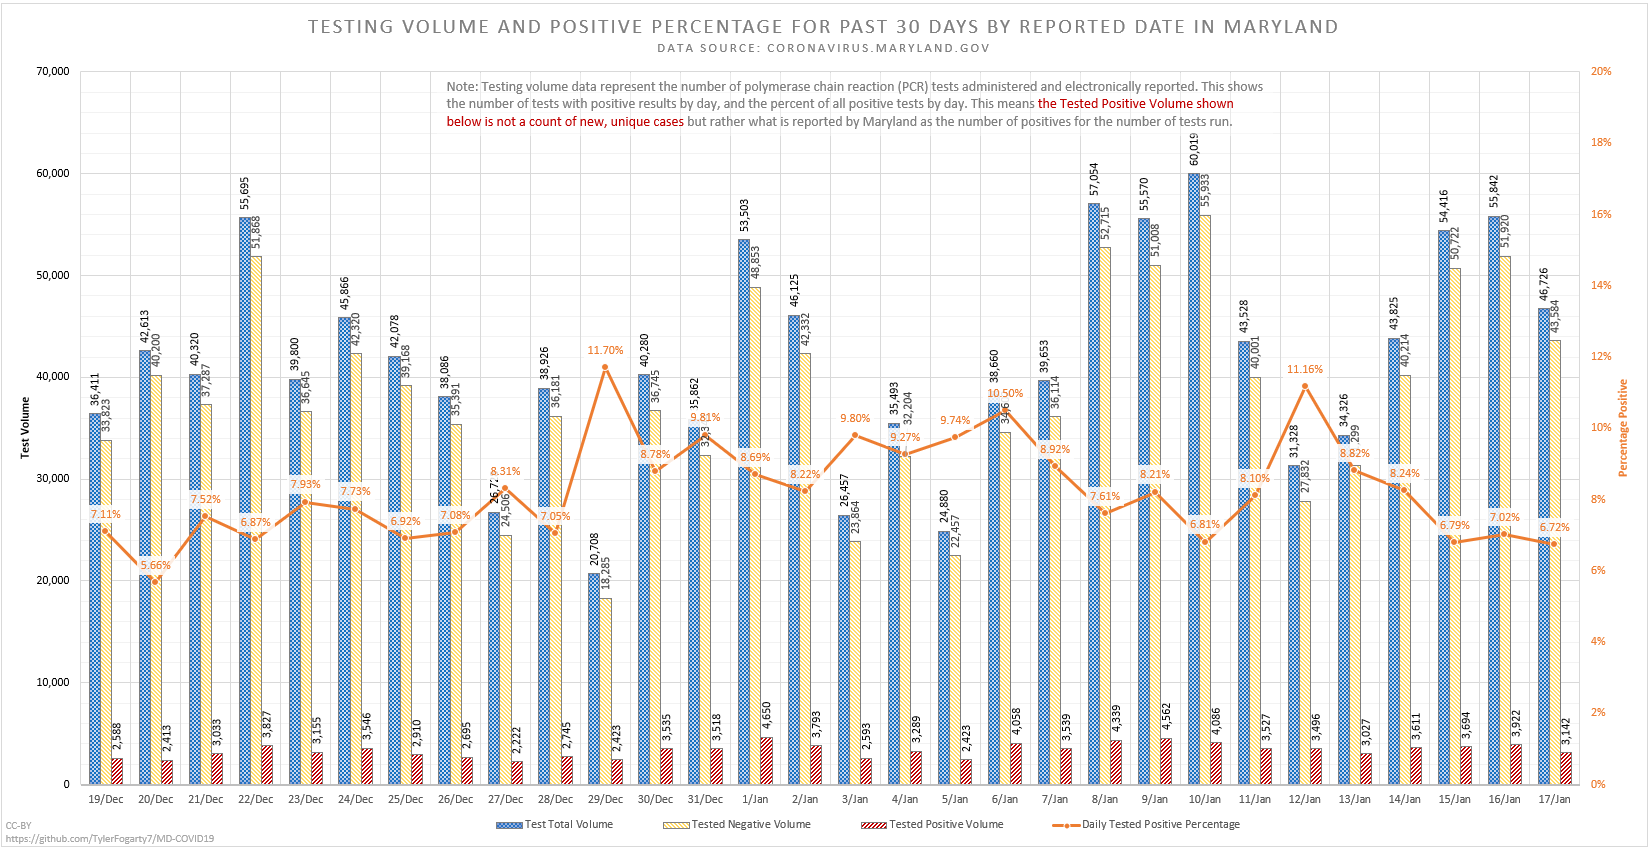 TESTING VOLUME AND POSITIVE PERCENTAGE FOR PAST 30 DAYS BY REPORTED DATE IN MARYLAND
DATA SOURCE: CORONAVIRUS.MARYLAND.GOV
Note: Testing volume data represent the number of polymerase chain reaction (PCR) tests administered and electronically reported. This shows
the number of tests with positive results by day, and the percent of all positive tests by day. This means the Tested Positive Volume shown
below is not a count of new, unique cases but rather what is reported by Maryland as the number of positives for the number of tests run.
Test Volume
70,000
60,000
50,000
40,000
30,000
20,000
10,000
0
Percentage Positive
20%
18%
16%
14%
12%
10%
8%
6%
4%
2%
0%
36,411 33,823 7.11% 2,588
42,613 40,200 5.66% 2,413
40,320 37,287 7.52% 3,033
55,695 51,868 6.87% 3,827
39,800 36,645 7.93% 3,155
45,866 42,320 7.73% 3,546
42,078 39,168 6.92% 2,910
38,086 35,391 7.08% 2,695
24,506 8.31% 2,222
38,926 36,181 7.05% 2,745
20,708 18,285 11.70% 2,423
40,280 36,745 8.78% 3,535
35,862 9.81% 3,518
53,503 48,853 8.69% 4,650
46,125 42,332 8.22% 3,793
26,457 23,864 9.80% 2,593
35,493 32,204 9.27% 3,289
24,880 22,457 9.74% 2,423
38,660 10.50% 4,058
39,653 36,114 8.92% 3,539
57,054 52,715 7.61% 4,339
55,570 51,008 8.21% 4,562
60,019 55,933 6.81% 4,086
43,528 40,001 8.10% 3,527
31,328 27,832 11.16% 3,496
34,326 8.82% 3,027
43,825 40,214 8.24% 3,611
54,416 50,722 6.79% 3,694
55,842 51,920 7.02% 3,922
46,726 43,584 6.72% 3,142
19/Dec 20/Dec 21/Dec 22/Dec 23/Dec 24/Dec 25/Dec 26/Dec 27/Dec 28/Dec 29/Dec 30/Dec 31/Dec 1/Jan 2/Jan 3/Jan 4/Jan 5/Jan 6/Jan 7/Jan 8/Jan 9/Jan 10/Jan 11/Jan 12/Jan 13/Jan 14/Jan 15/Jan 16/Jan 17/Jan
Test Total Volume Tested Negative Volume Tested Positive Volume Daily Tested Positive Percentage
CC-BY
https://github.com/TylerFogarty7/MD-COVID19